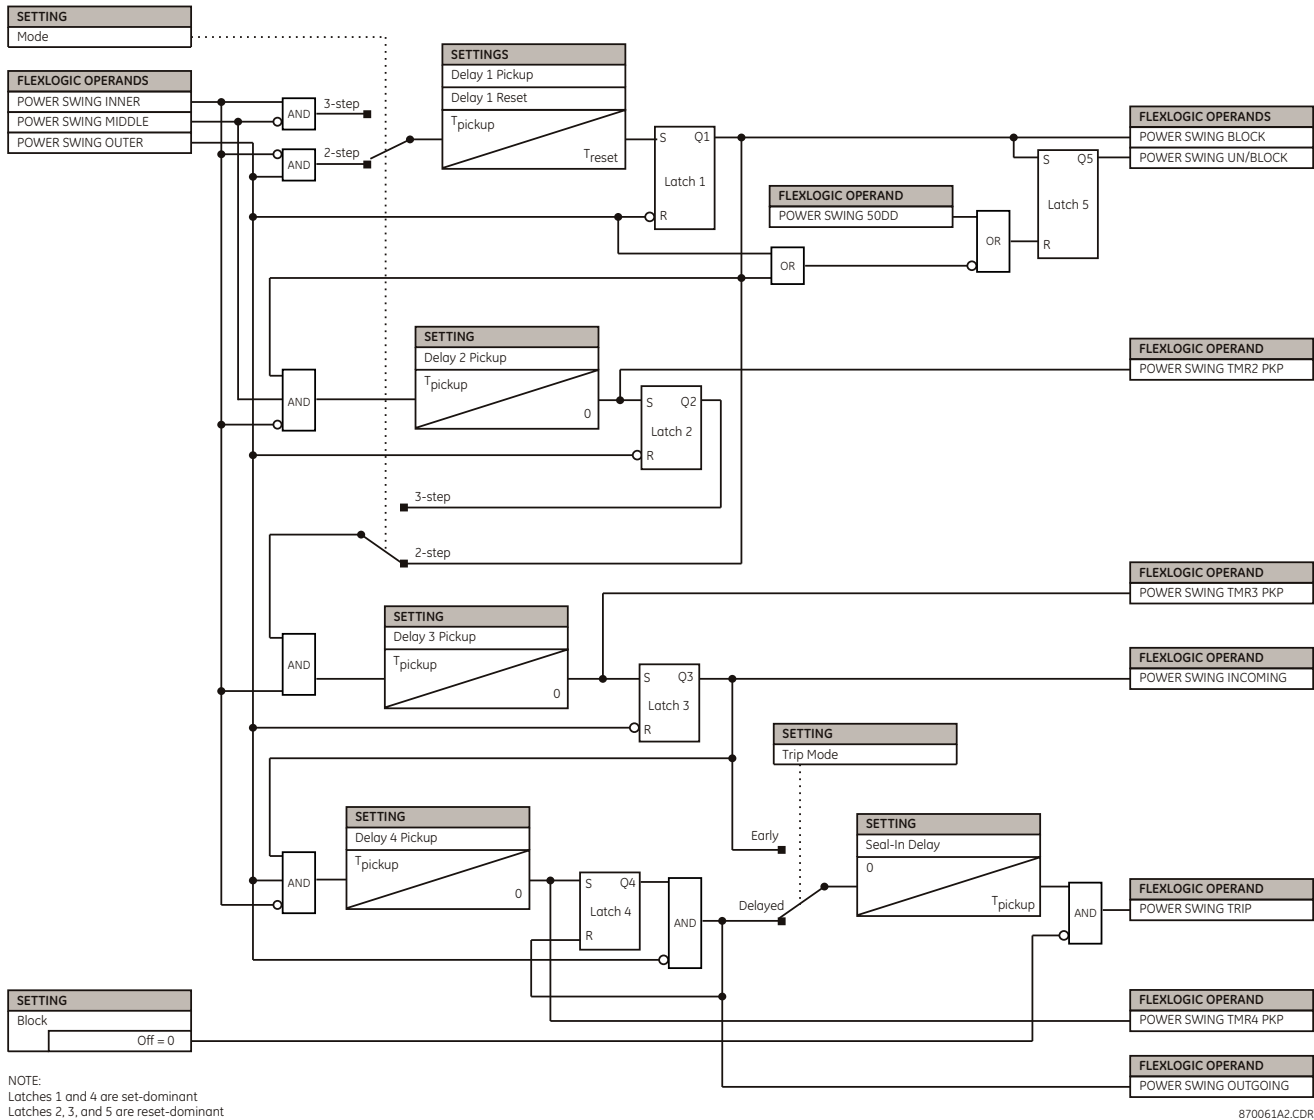 SETTING
Mode
FLEXLOGIC OPERANDS
POWER SWING INNER
POWER SWING MIDDLE
POWER SWING OUTER
AND
3-step
AND
2-step
SETTINGS
Delay 1 Pickup
Delay 1 Reset
Tpickup
Treset
S Q1
Latch 1
R
FLEXLOGIC OPERANDS
POWER SWING BLOCK
POWER SWING UN/BLOCK
S Q5
Latch 5
R
FLEXLOGIC OPERAND
POWER SWING 50DD
OR
OR
SETTING
Delay 2 Pickup
Tpickup
0
AND
S Q2
Latch 2
R
FLEXLOGIC OPERAND
POWER SWING TMR2 PKP
3-step
2-step
FLEXLOGIC OPERAND
POWER SWING TMR3 PKP
SETTING
Delay 3 Pickup
Tpickup
0
AND
S Q3
Latch 3
R
FLEXLOGIC OPERAND
POWER SWING INCOMING
SETTING
Trip Mode
SETTING
Delay 4 Pickup
Tpickup
0
AND
S Q4
Latch 4
R
AND
Early
Delayed
SETTING
Seal-In Delay
0
Tpickup
AND
FLEXLOGIC OPERAND
POWER SWING TRIP
SETTING
Block
Off = 0
FLEXLOGIC OPERAND
POWER SWING TMR4 PKP
FLEXLOGIC OPERAND
POWER SWING OUTGOING
NOTE:
Latches 1 and 4 are set-dominant
Latches 2, 3, and 5 are reset-dominant
870061A2.CDR